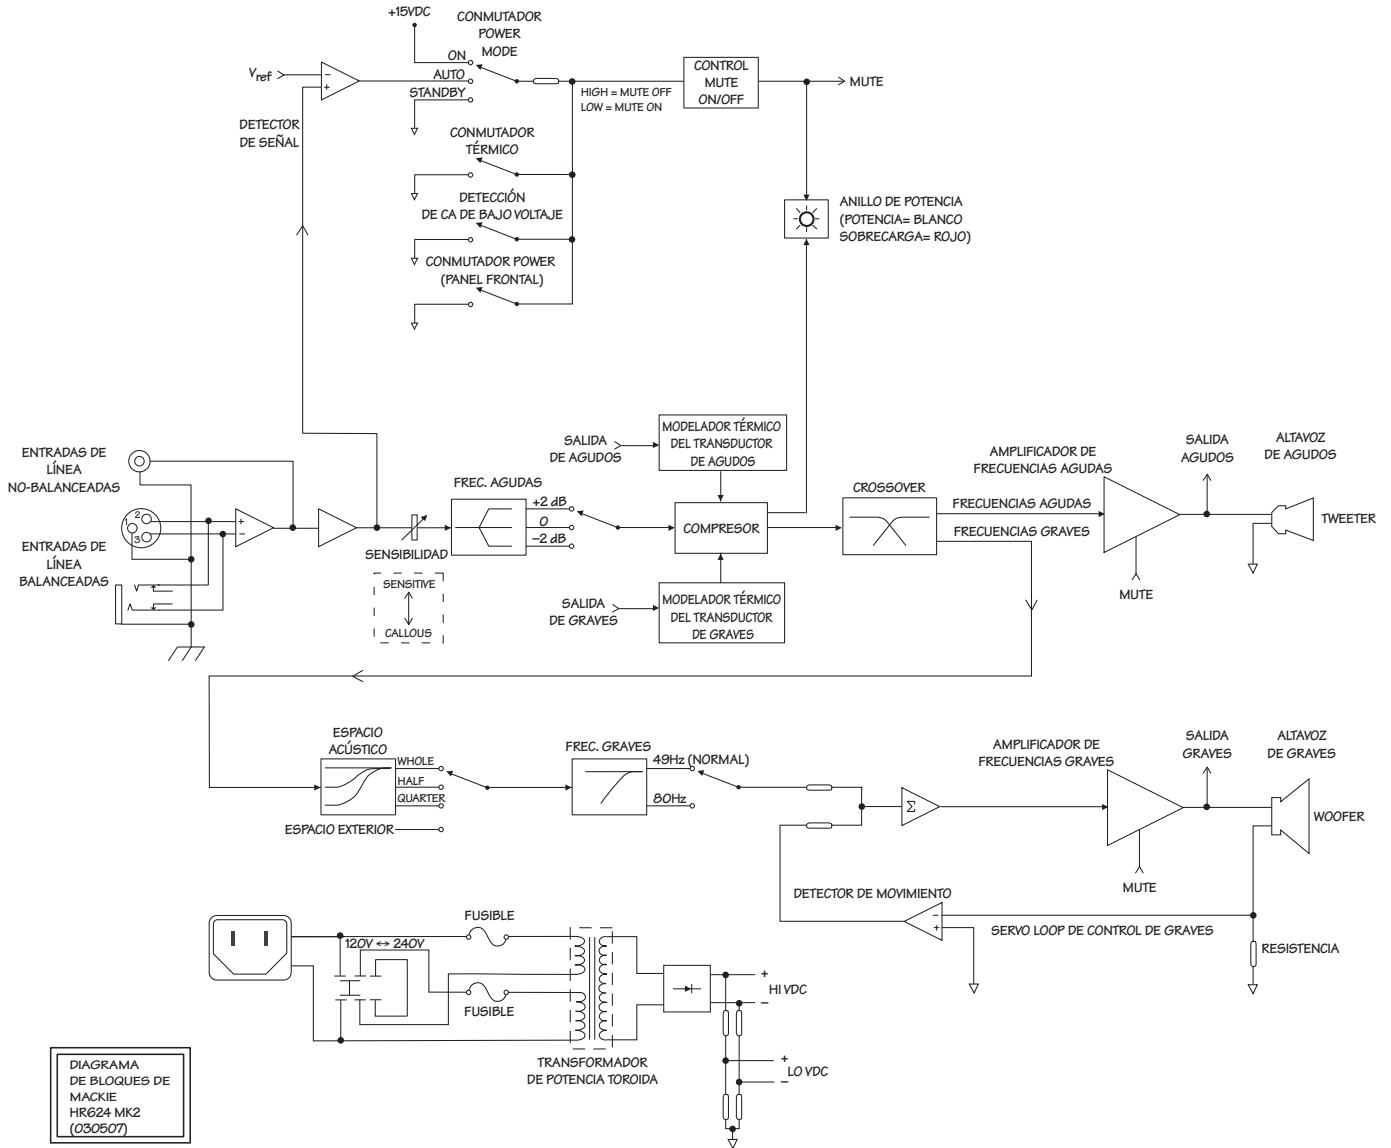 +15VDC
CONMUTADOR
POWER
MODE
ON
AUTO
STANDBY
Vref
−
+
DETECTOR
DE SEÑAL
HIGH = MUTE OFF
LOW = MUTE ON
CONTROL
MUTE
ON/OFF
MUTE
CONMUTADOR
TÉRMICO
DETECCIÓN
DE CA DE BAJO VOLTAJE
CONMUTADOR POWER
(PANEL FRONTAL)
ANILLO DE POTENCIA
(POTENCIA= BLANCO
SOBRECARGA= ROJO)
ENTRADAS DE
LÍNEA
NO-BALANCEADAS
1
2
3
+
−
ENTRADAS DE
LÍNEA
BALANCEADAS
SENSIBILIDAD
SENSITIVE
CALLOUS
FREC. AGUDAS
+2 dB
0
−2 dB
SALIDA
DE AGUDOS
MODELADOR TÉRMICO
DEL TRANSDUCTOR
DE AGUDOS
COMPRESOR
SALIDA
DE GRAVES
MODELADOR TÉRMICO
DEL TRANSDUCTOR
DE GRAVES
CROSSOVER
FRECUENCIAS AGUDAS
FRECUENCIAS GRAVES
AMPLIFICADOR DE
FRECUENCIAS AGUDAS
MUTE
SALIDA
AGUDOS
ALTAVOZ
DE AGUDOS
TWEETER
ESPACIO
ACÚSTICO
WHOLE
HALF
QUARTER
ESPACIO EXTERIOR
FREC. GRAVES
49Hz (NORMAL)
80Hz
Σ
AMPLIFICADOR DE
FRECUENCIAS GRAVES
MUTE
SALIDA
GRAVES
ALTAVOZ
DE GRAVES
WOOFER
DETECTOR DE MOVIMIENTO
−
+
SERVO LOOP DE CONTROL DE GRAVES
RESISTENCIA
120V ↔ 240V
FUSIBLE
FUSIBLE
TRANSFORMADOR
DE POTENCIA TOROIDA
+
HI VDC
−
+
LO VDC
−
DIAGRAMA
DE BLOQUES DE
MACKIE
HR624 MK2
(030507)